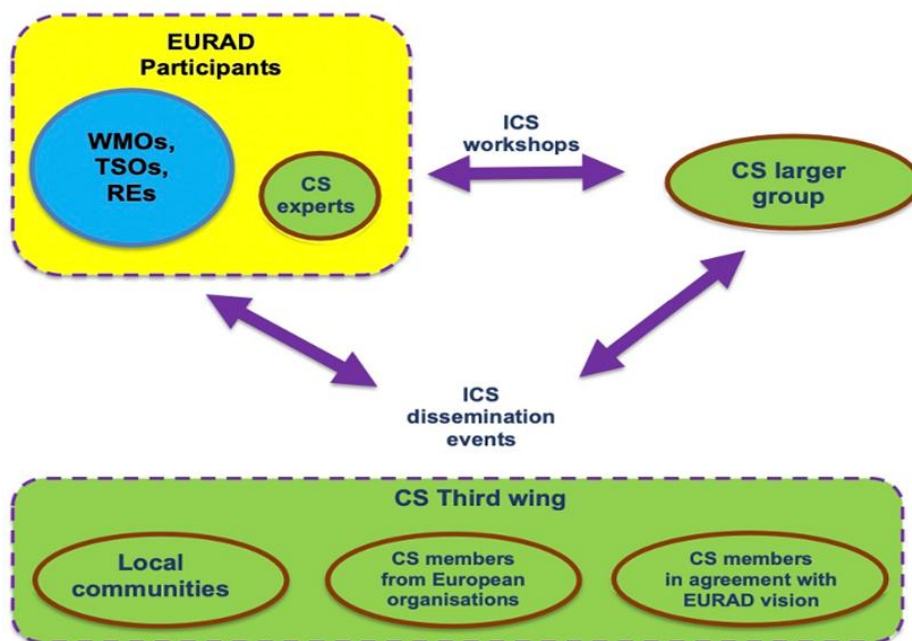 EURAD
Participants
WMOs,
TSOs,
REs
CS
experts
ICS
workshops
CS larger
group
ICS
dissemination
events
CS Third wing
Local
communities
CS members
from European
organisations
CS members
in agreement with
EURAD vision